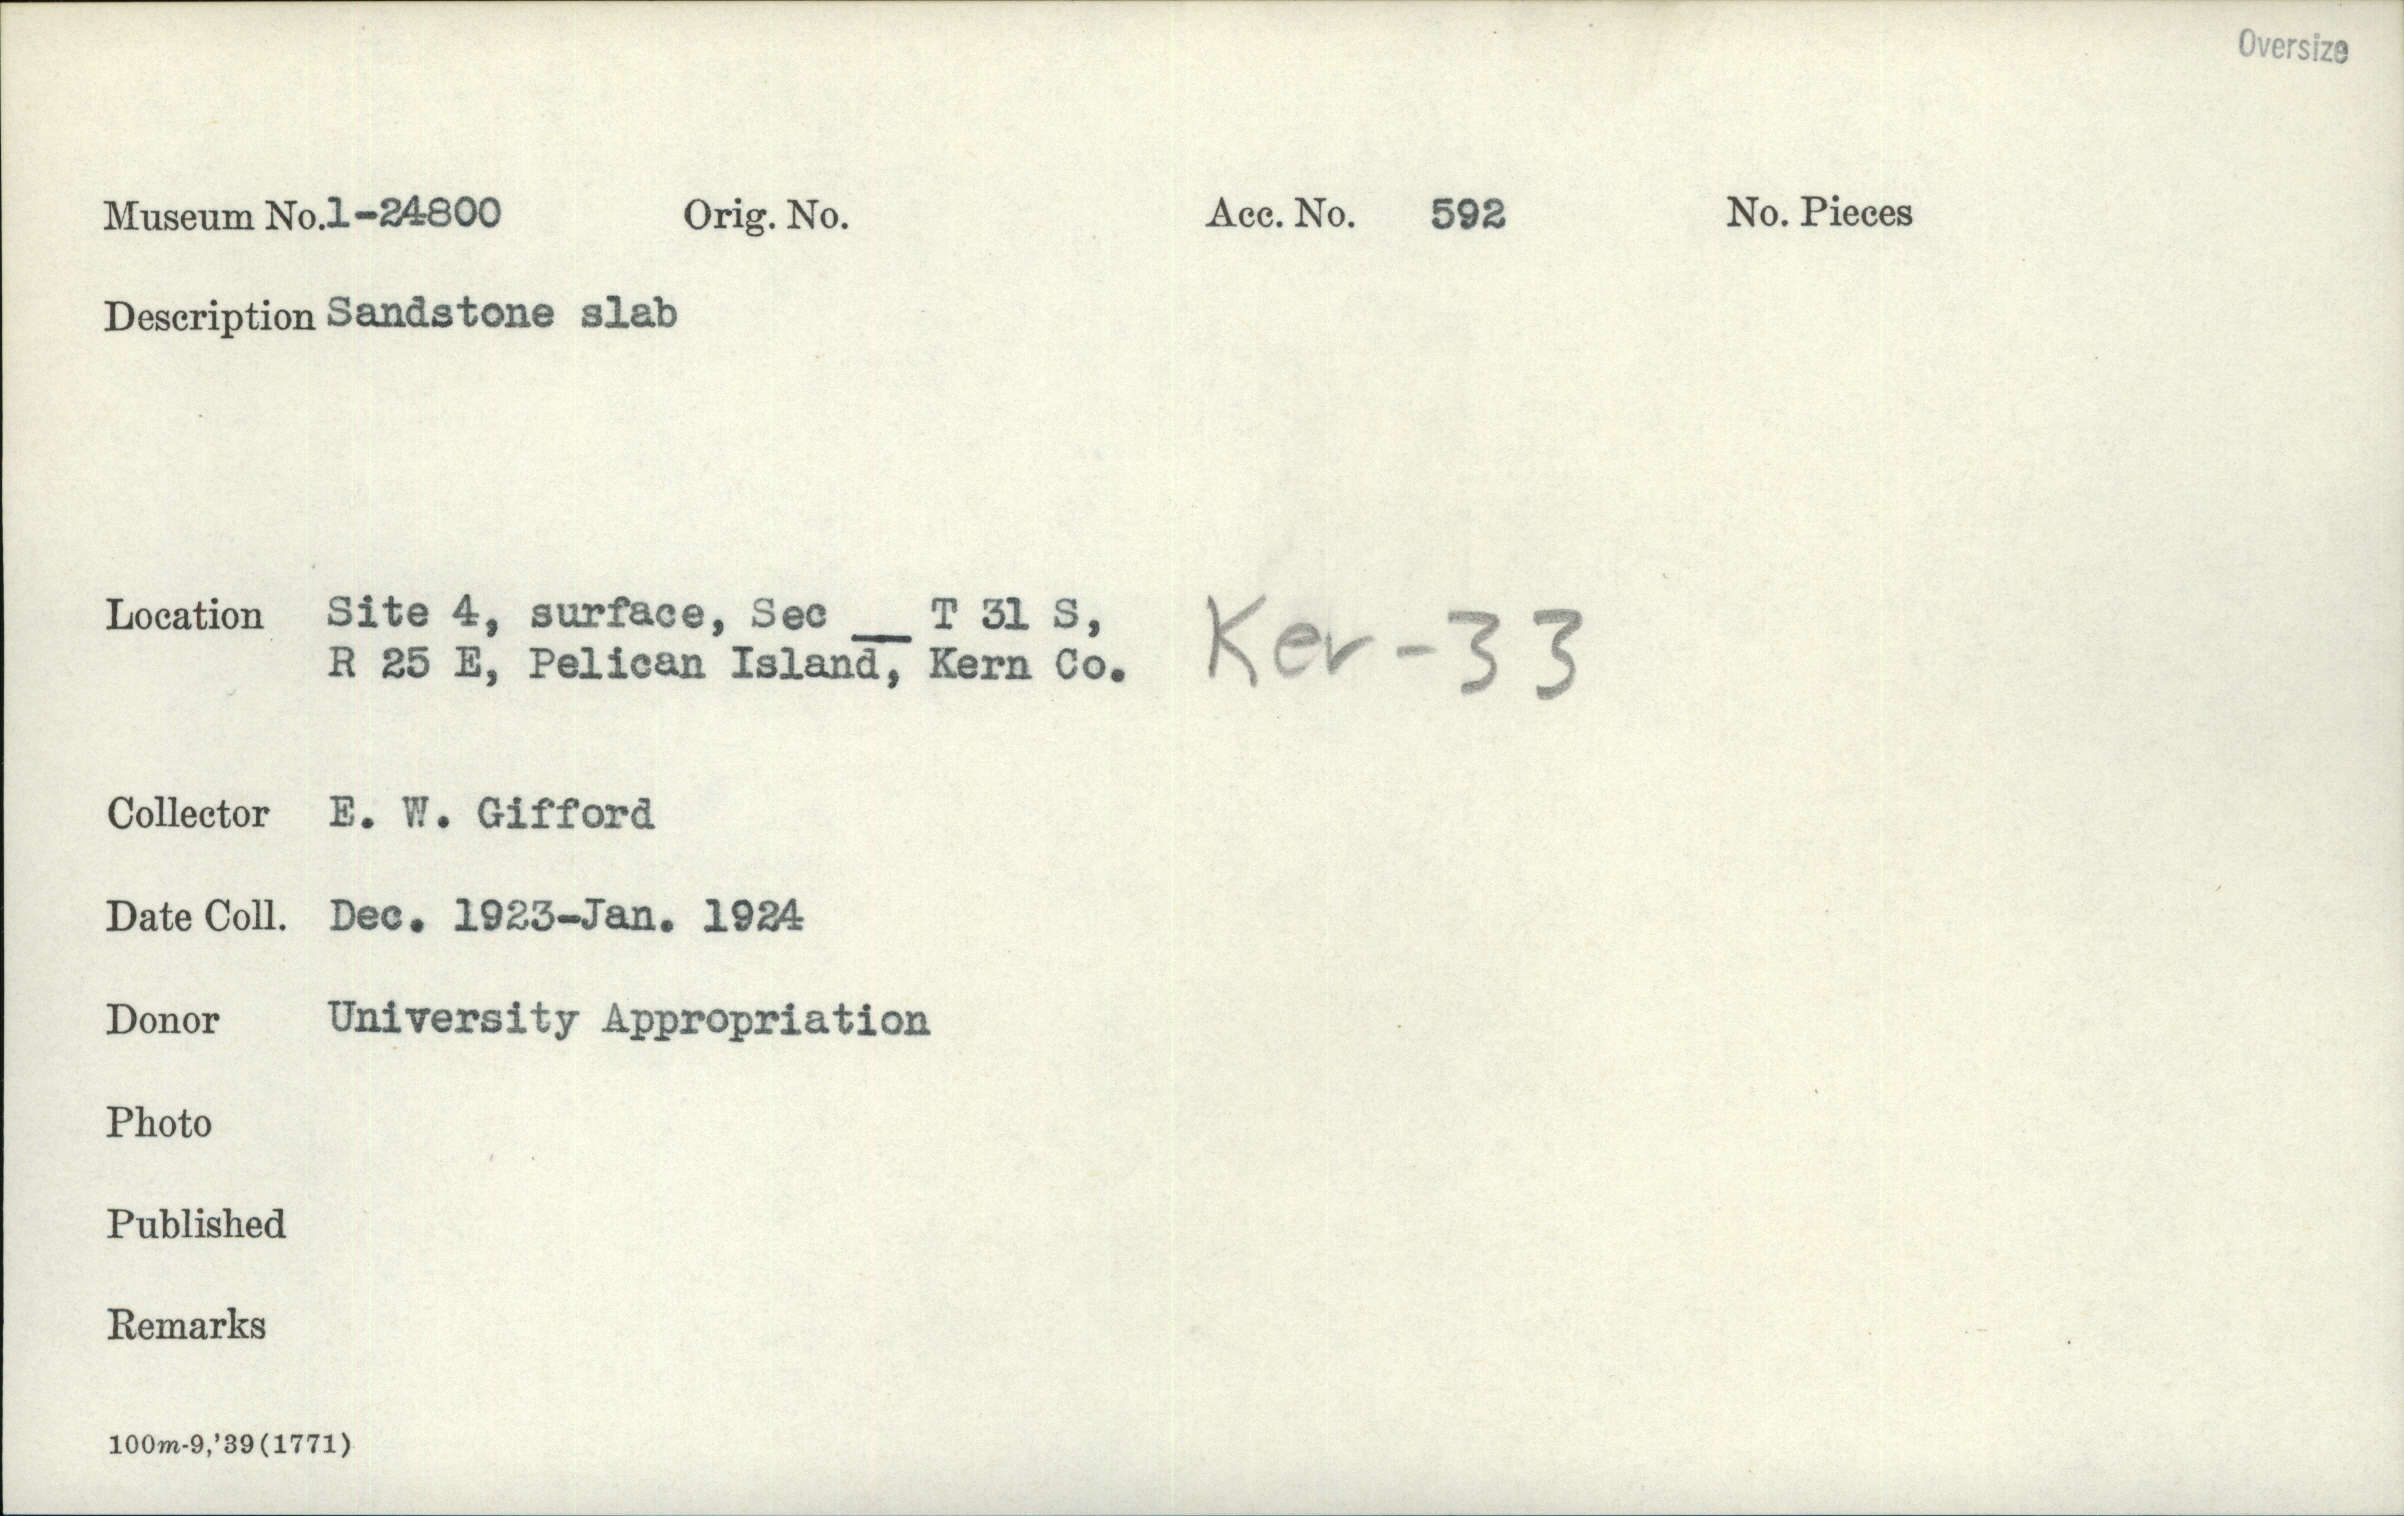 Oversize
Museum No. 1-24800 Orig. No. Acc. No. 592 No. Pieces
Description Sandstone slab
Location Site 4, surface, Sec __ T 31 S,
R 25 E, Pelican Island, Kern Co. Ker-33
Collector E. W. Gifford
Date Coll. Dec. 1923-Jan. 1924
Donor University Appropriation
Photo
Published
Remarks
100m-9,'39(1771)